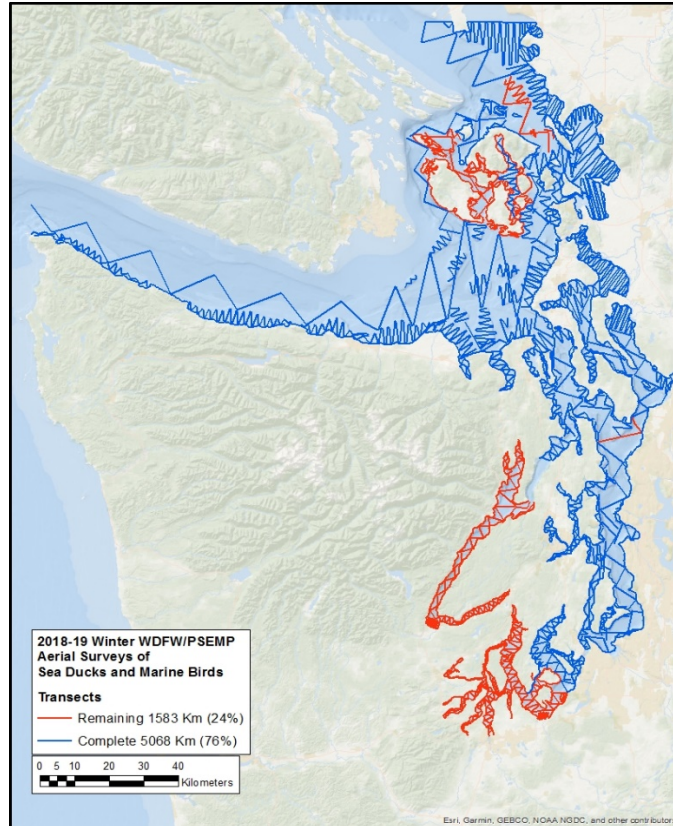 2018-19 Winter WDFW/PSEMP
Aerial Surveys of
Sea Ducks and Marine Birds
Transects
Remaining 1583 Km (24%)
Complete 5068 Km (76%)
0 5 10 20 30 40
Kilometers
Esri, Garmin, GEBCO, NOAA NGDC, and other contributor